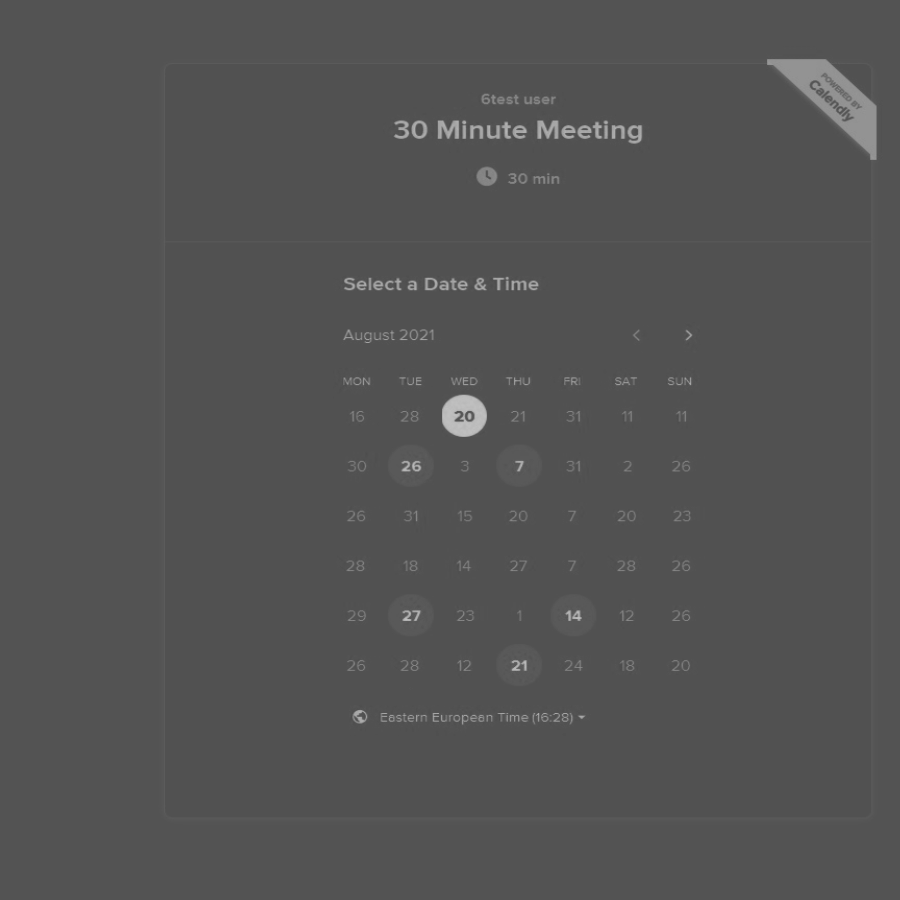 POWERED BY
Calendly
6test user
30 Minute Meeting
30 min
Select a Date & Time
August 2021
MON TUE WED THU FRI SAT SUN
16 28 20 21 31 11 11
30 26 3 7 31 2 26
26 31 15 20 7 20 23
28 18 14 27 7 28 26
29 27 23 1 14 12 26
26 28 12 21 24 18 20
Eastern European Time (16:28)